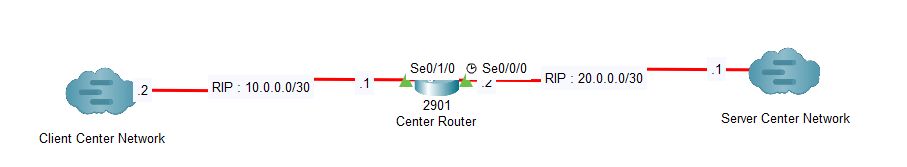 Se0/1/0
Se0/0/0
.2
RIP : 10.0.0.0/30
.1
.2
RIP : 20.0.0.0/30
.1
2901
Center Router
Client Center Network
Server Center Network